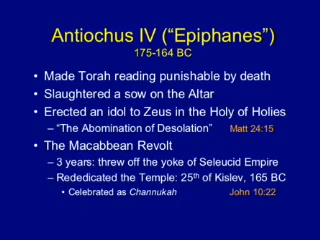 Antiochus IV (“Epiphanes”)
175-164 BC
• Made Torah reading punishable by death
• Slaughtered a sow on the Altar
• Erected an idol to Zeus in the Holy of Holies
– “The Abomination of Desolation” Matt 24:15
• The Macabbean Revolt
– 3 years: threw off the yoke of Seleucid Empire
– Rededicated the Temple: 25th of Kislev, 165 BC
• Celebrated as Channukah John 10:22